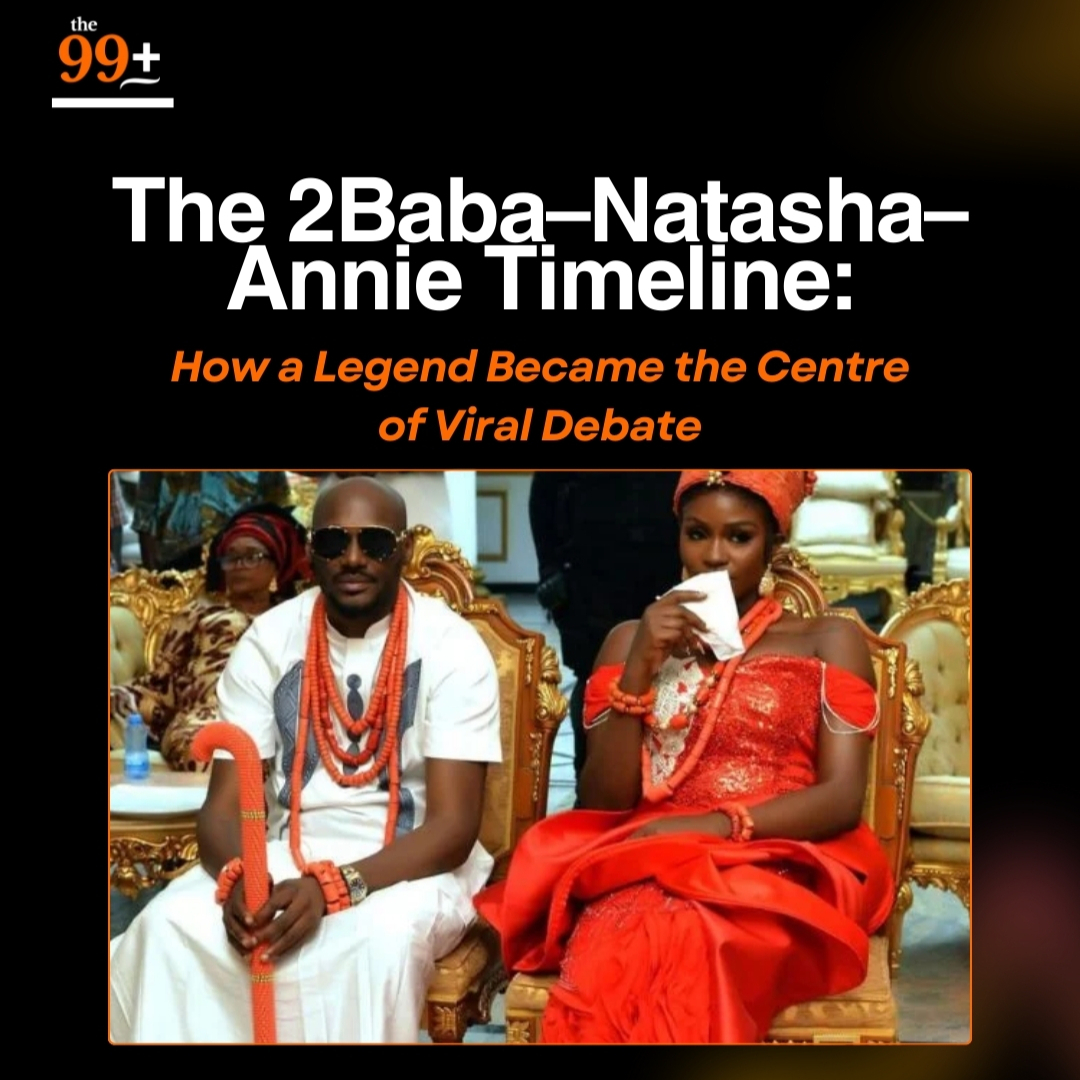 the
99+
The 2Baba–Natasha–
Annie Timeline:
How a Legend Became the Centre
of Viral Debate